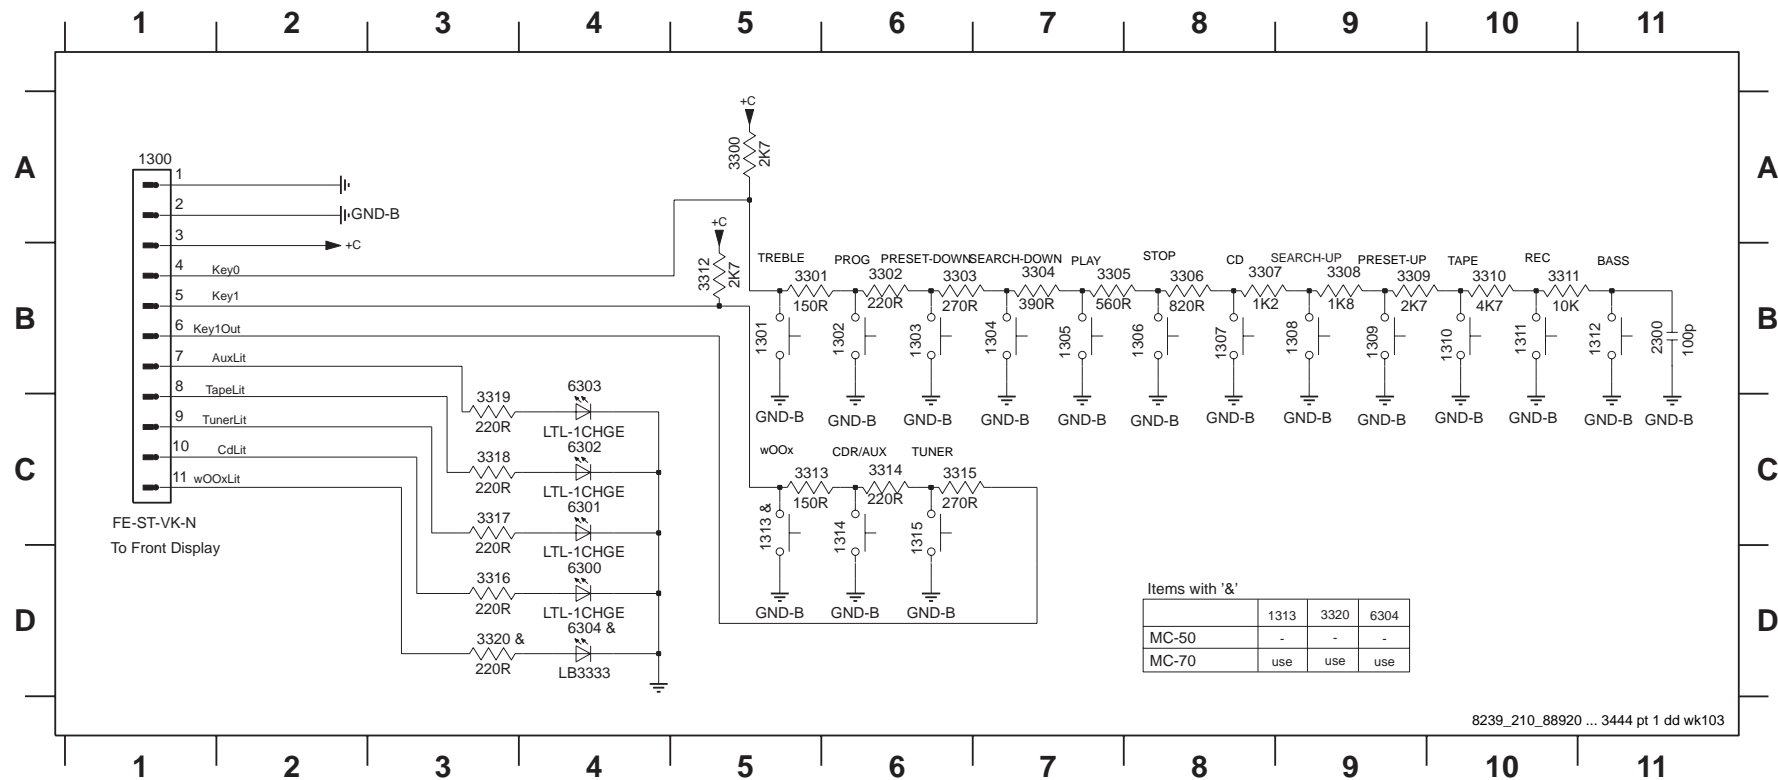 1 2 3 4 5 6 7 8 9 10 11
A A
B B
C C
D D
1300
1
2 GND-B
3 +C
4 Key0
5 Key1
6 Key1Out
7 AuxLit
8 TapeLit
9 TunerLit
10 CdLit
11 wOOxLit
FE-ST-VK-N
To Front Display
+C
3300
2K7
+C
3312
2K7
TREBLE PROG PRESET-DOWN SEARCH-DOWN PLAY STOP CD SEARCH-UP PRESET-UP TAPE REC BASS
3301 3302 3303 3304 3305 3306 3307 3308 3309 3310 3311
150R 220R 270R 390R 560R 820R 1K2 1K8 2K7 4K7 10K
1301 1302 1303 1304 1305 1306 1307 1308 1309 1310 1311 1312 2300 100p
GND-B GND-B GND-B GND-B GND-B GND-B GND-B GND-B GND-B GND-B GND-B GND-B GND-B
3319 6303
220R LTL-1CHGE
3318 6302
220R LTL-1CHGE
3317 6301
220R LTL-1CHGE
3316 6300
220R LTL-1CHGE
3320 & 6304 &
220R LB3333
wOOx CDR/AUX TUNER
3313 3314 3315
150R 220R 270R
1313 & 1314 1315
GND-B GND-B GND-B
Items with '&'
1313 3320 6304
MC-50 - - -
MC-70 use use use
8239_210_88920 ... 3444 pt 1 dd wk103
1 2 3 4 5 6 7 8 9 10 11